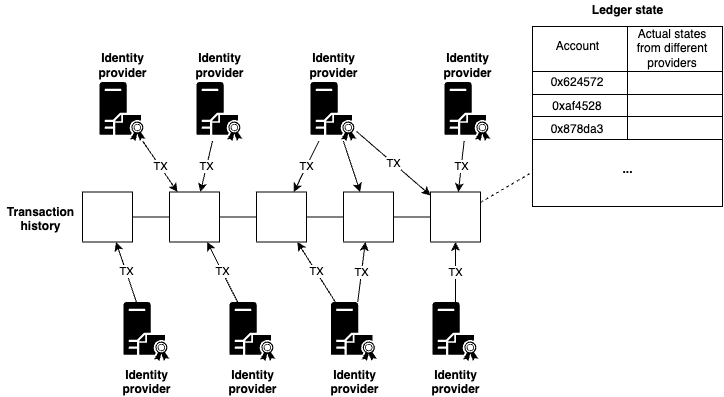 Ledger state
Account
Actual states
from different
providers
0x624572
0xaf4528
0x878da3
...
Identity
provider
Identity
provider
Identity
provider
Identity
provider
TX
TX
TX
TX
TX
Transaction
history
TX
TX
TX
TX
TX
Identity
provider
Identity
provider
Identity
provider
Identity
provider